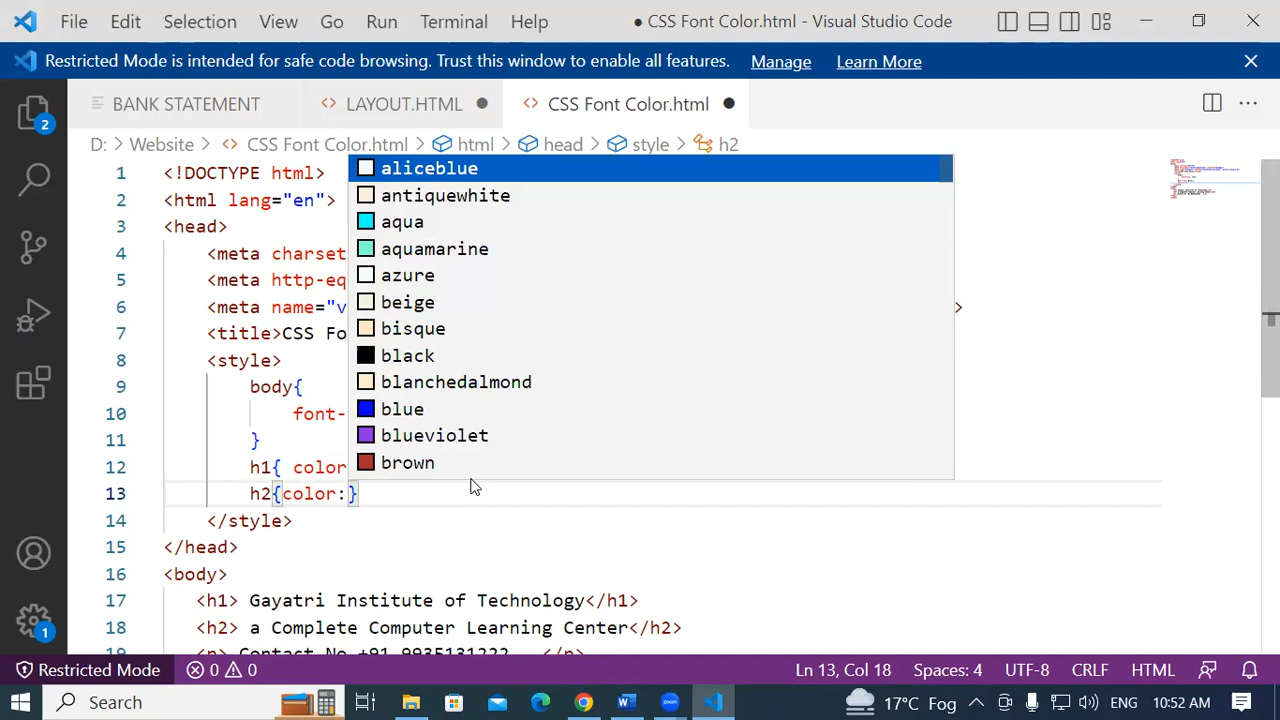 File Edit Selection View Go Run Terminal Help ● CSS Font Color.html - Visual Studio Code
Restricted Mode is intended for safe code browsing. Trust this window to enable all features. Manage Learn More
BANK STATEMENT LAYOUT.HTML ● CSS Font Color.html ●
D: > Website > CSS Font Color.html > html > head > style > h2
1 <!DOCTYPE html>
2 <html lang="en">
3 <head>
4 <meta charset
5 <meta http-eq
6 <meta name="v >
7 <title>CSS Fo
8 <style>
9 body{
10 font-
11 }
12 h1{ color
13 h2{color:}
14 </style>
15 </head>
16 <body>
17 <h1> Gayatri Institute of Technology</h1>
18 <h2> a Complete Computer Learning Center</h2>
19 <p> Contact No +91 9935131222 </p>
aliceblue
antiquewhite
aqua
aquamarine
azure
beige
bisque
black
blanchedalmond
blue
blueviolet
brown
2
1
Restricted Mode 0 0 Ln 13, Col 18 Spaces: 4 UTF-8 CRLF HTML
Search 17°C Fog ENG 10:52 AM